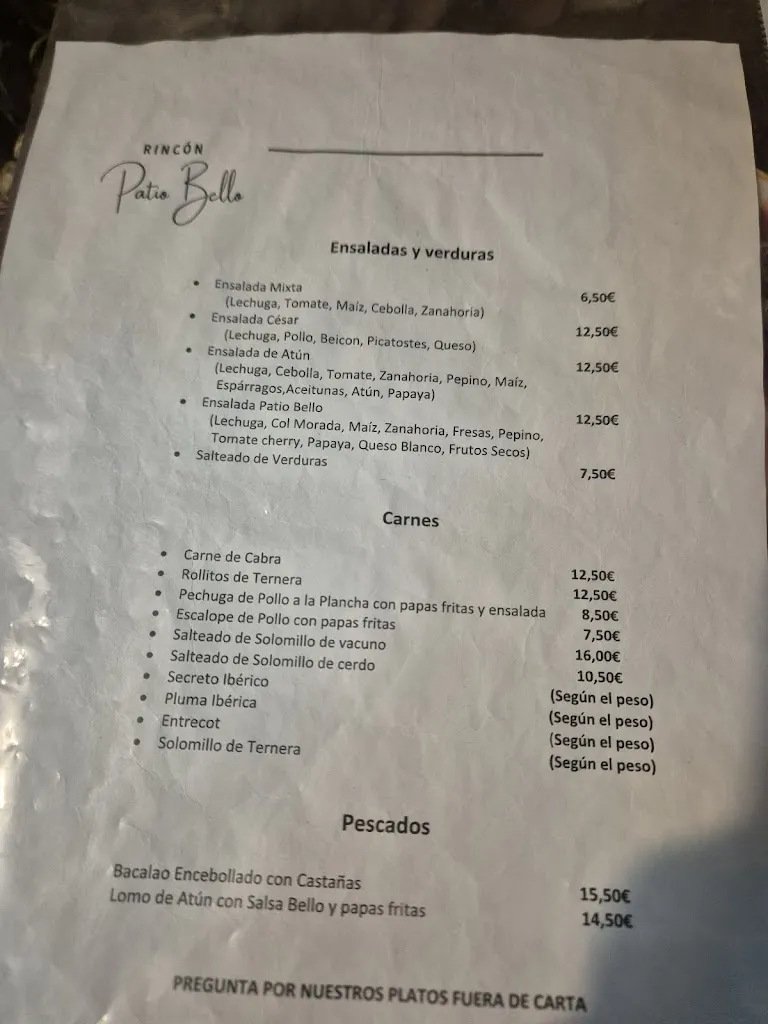 RINCÓN
Patio Bello
Ensaladas y verduras
• Ensalada Mixta 6,50€
(Lechuga, Tomate, Maíz, Cebolla, Zanahoria)
• Ensalada César 12,50€
(Lechuga, Pollo, Beicon, Picatostes, Queso)
• Ensalada de Atún 12,50€
(Lechuga, Cebolla, Tomate, Zanahoria, Pepino, Maíz,
Espárragos,Aceitunas, Atún, Papaya)
• Ensalada Patio Bello 12,50€
(Lechuga, Col Morada, Maíz, Zanahoria, Fresas, Pepino,
Tomate cherry, Papaya, Queso Blanco, Frutos Secos)
• Salteado de Verduras 7,50€
Carnes
• Carne de Cabra 12,50€
• Rollitos de Ternera 12,50€
• Pechuga de Pollo a la Plancha con papas fritas y ensalada 8,50€
• Escalope de Pollo con papas fritas 7,50€
• Salteado de Solomillo de vacuno 16,00€
• Salteado de Solomillo de cerdo 10,50€
• Secreto Ibérico (Según el peso)
• Pluma Ibérica (Según el peso)
• Entrecot (Según el peso)
• Solomillo de Ternera (Según el peso)
Pescados
Bacalao Encebollado con Castañas 15,50€
Lomo de Atún con Salsa Bello y papas fritas 14,50€
PREGUNTA POR NUESTROS PLATOS FUERA DE CARTA